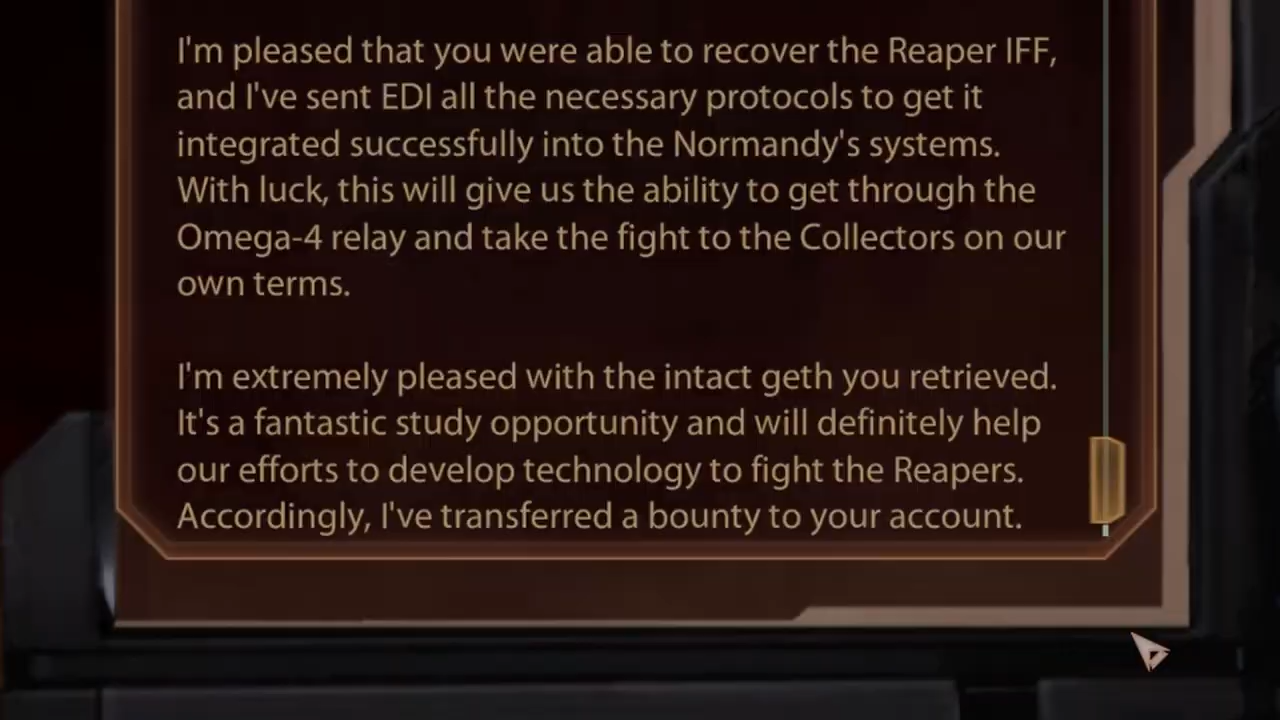 I'm pleased that you were able to recover the Reaper IFF,
and I've sent EDI all the necessary protocols to get it
integrated successfully into the Normandy's systems.
With luck, this will give us the ability to get through the
Omega-4 relay and take the fight to the Collectors on our
own terms.
I'm extremely pleased with the intact geth you retrieved.
It's a fantastic study opportunity and will definitely help
our efforts to develop technology to fight the Reapers.
Accordingly, I've transferred a bounty to your account.